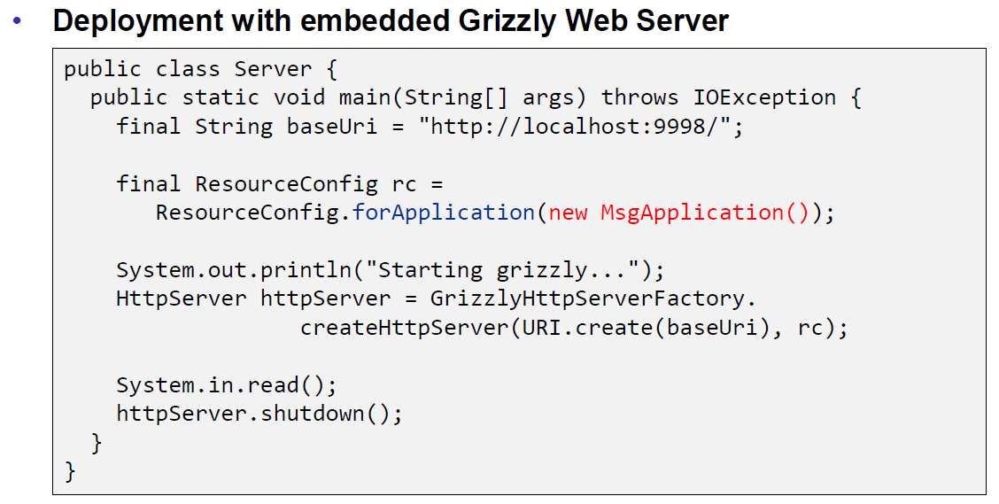 • Deployment with embedded Grizzly Web Server
public class Server {
  public static void main(String[] args) throws IOException {
    final String baseUri = "http://localhost:9998/";

    final ResourceConfig rc =
       ResourceConfig.forApplication(new MsgApplication());

    System.out.println("Starting grizzly...");
    HttpServer httpServer = GrizzlyHttpServerFactory.
                  createHttpServer(URI.create(baseUri), rc);

    System.in.read();
    httpServer.shutdown();
  }
}